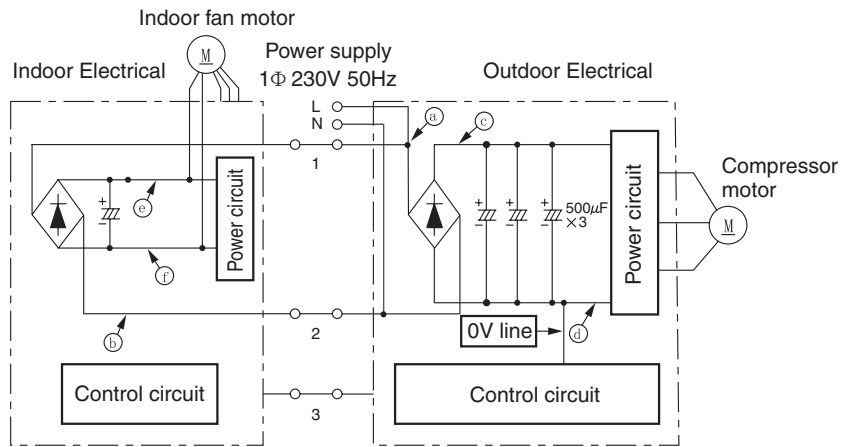 Indoor fan motor
M
Power supply
1Φ 230V 50Hz
Indoor Electrical
Outdoor Electrical
L
N
a
c
1
Compressor
motor
+
−
e
Power circuit
+
−
+
−
+
−
500μF
×3
Power circuit
M
f
b
2
0V line
d
Control circuit
3
Control circuit